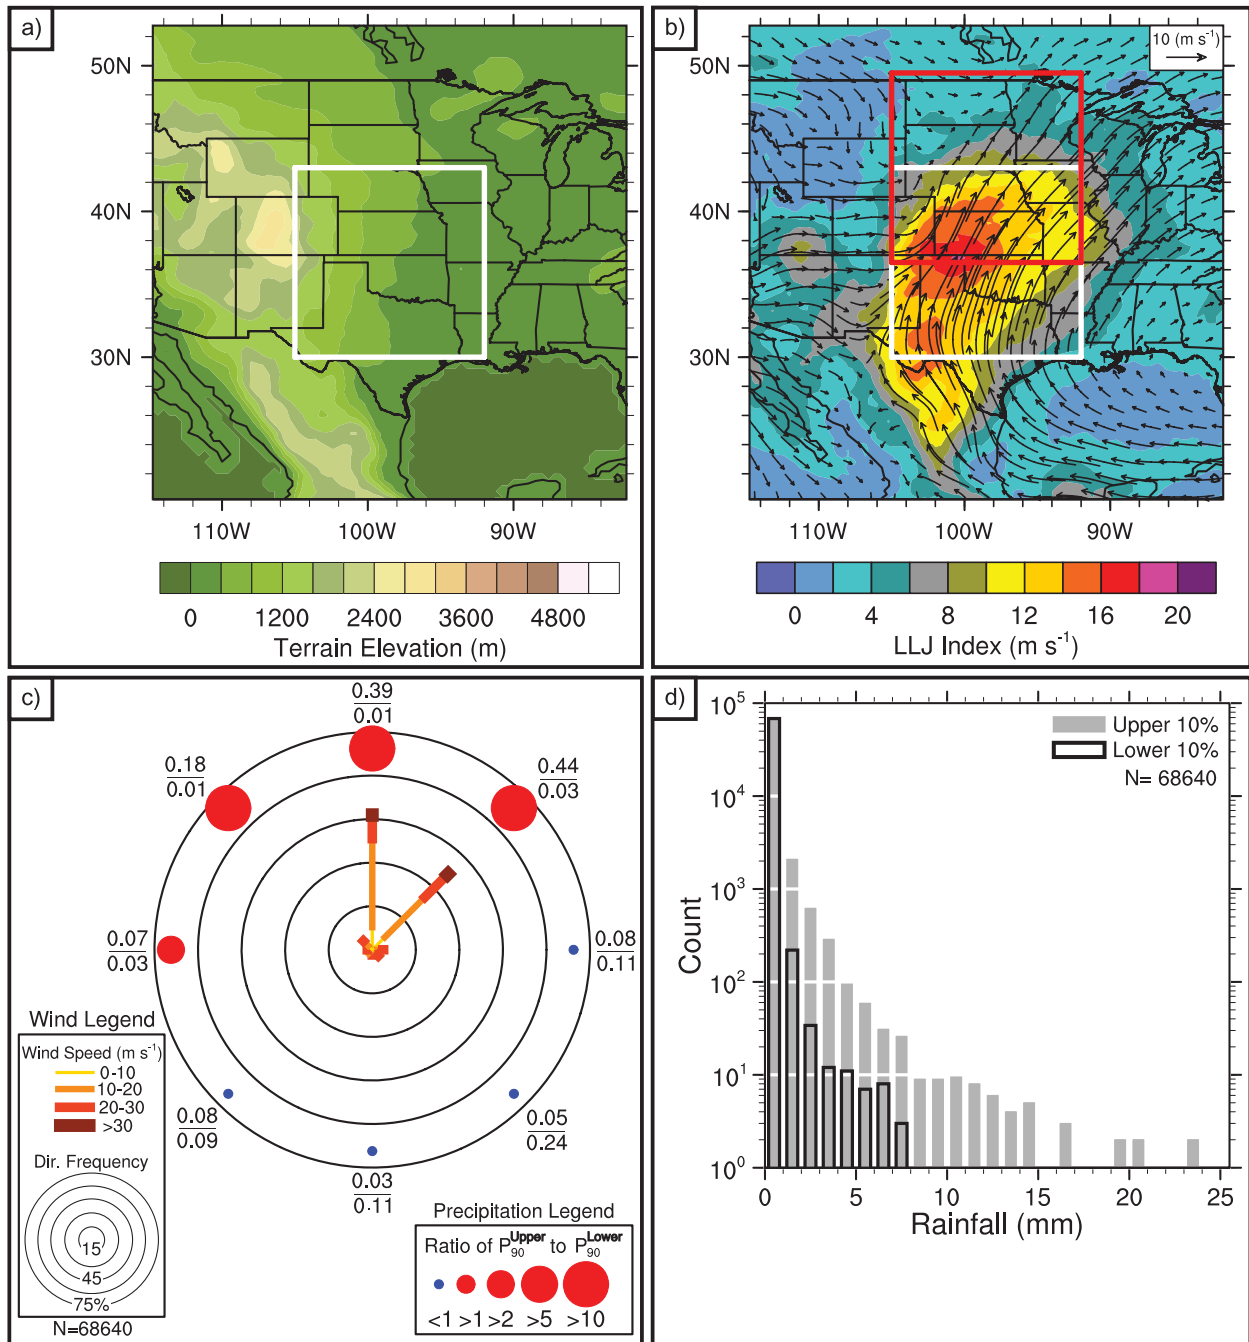 a)
50N
40N
30N
110W 100W 90W
0 1200 2400 3600 4800
Terrain Elevation (m)
b)
10 (m s⁻¹)
50N
40N
30N
110W 100W 90W
0 4 8 12 16 20
LLJ Index (m s⁻¹)
c)
0.39
0.01
0.18
0.01
0.44
0.03
0.07
0.03
0.08
0.11
0.08
0.09
0.05
0.24
0.03
0.11
Wind Legend
Wind Speed (m s⁻¹)
0-10
10-20
20-30
>30
Dir. Frequency
15
45
75%
N=68640
Precipitation Legend
Ratio of P₉₀^Upper to P₉₀^Lower
<1 >1 >2 >5 >10
d)
Upper 10%
Lower 10%
N= 68640
10⁵
10⁴
10³
10²
10¹
10⁰
Count
0 5 10 15 20 25
Rainfall (mm)